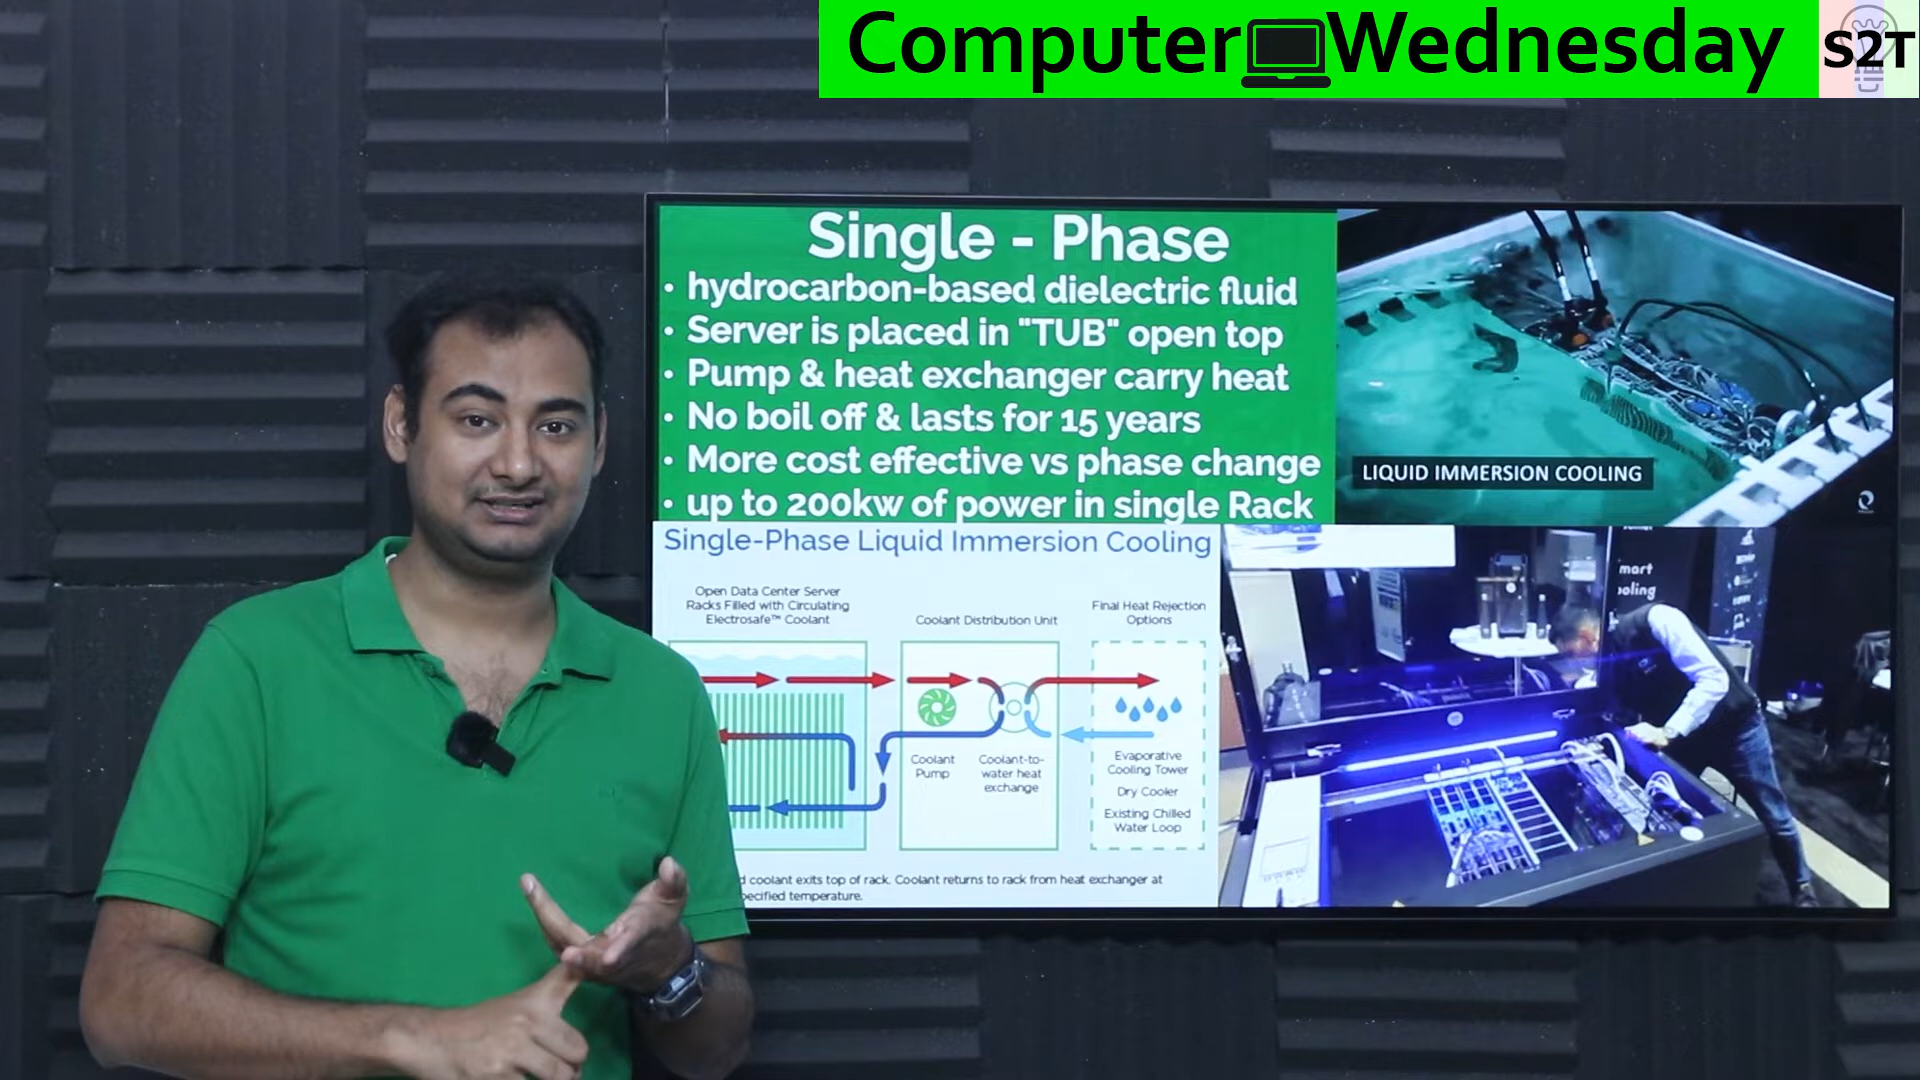 Computer Wednesday
S2T
Single - Phase
• hydrocarbon-based dielectric fluid
• Server is placed in "TUB" open top
• Pump & heat exchanger carry heat
• No boil off & lasts for 15 years
• More cost effective vs phase change
• up to 200kw of power in single Rack
LIQUID IMMERSION COOLING
Single-Phase Liquid Immersion Cooling
Open Data Center Server
Racks Filled with Circulating
Electrosafe™ Coolant
Coolant Distribution Unit
Final Heat Rejection
Options
Coolant
Pump
Coolant-to-
water heat
exchange
Evaporative
Cooling Tower
Dry Cooler
Existing Chilled
Water Loop
d coolant exits top of rack. Coolant returns to rack from heat exchanger at
pecified temperature.
mart
ooling